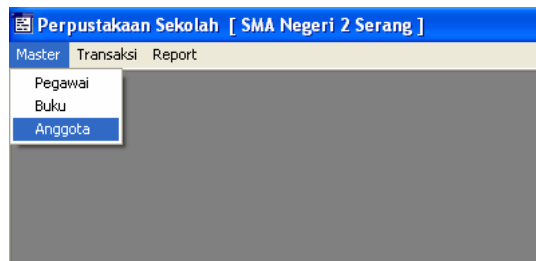 Perpustakaan Sekolah [ SMA Negeri 2 Serang ]
Master Transaksi Report
Pegawai
Buku
Anggota